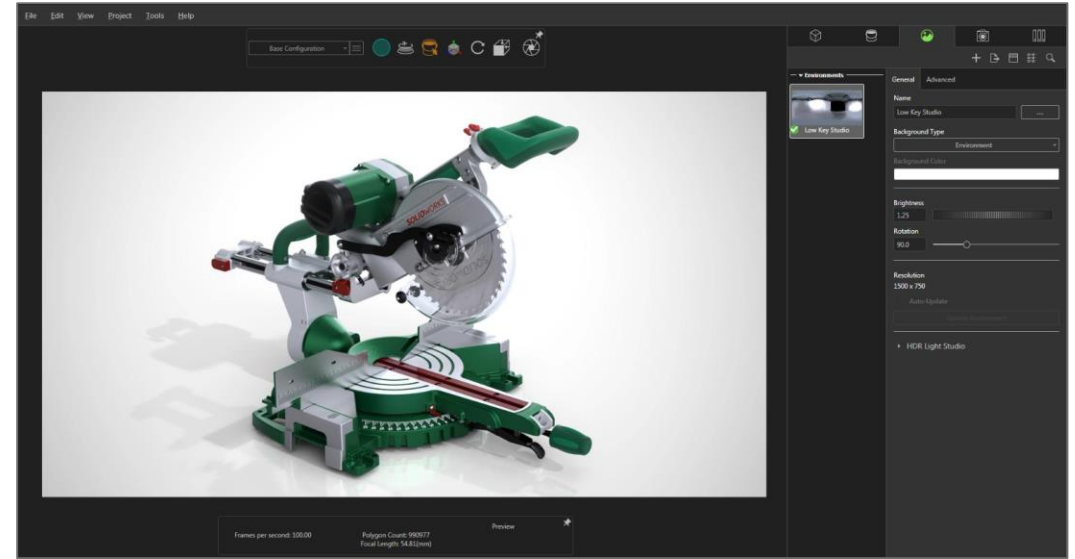 File Edit View Project Tools Help
Base Configuration
Environments
Low Key Studio
General Advanced
Name
Low Key Studio
...
Background Type
Environment
Background Color
Brightness
1.25
Rotation
90.0
Resolution
1500 x 750
Auto-Update
HDR Light Studio
SOLIDWORKS
Frames per second: 100.00
Polygon Count: 990977
Focal Length: 54.81(mm)
Preview